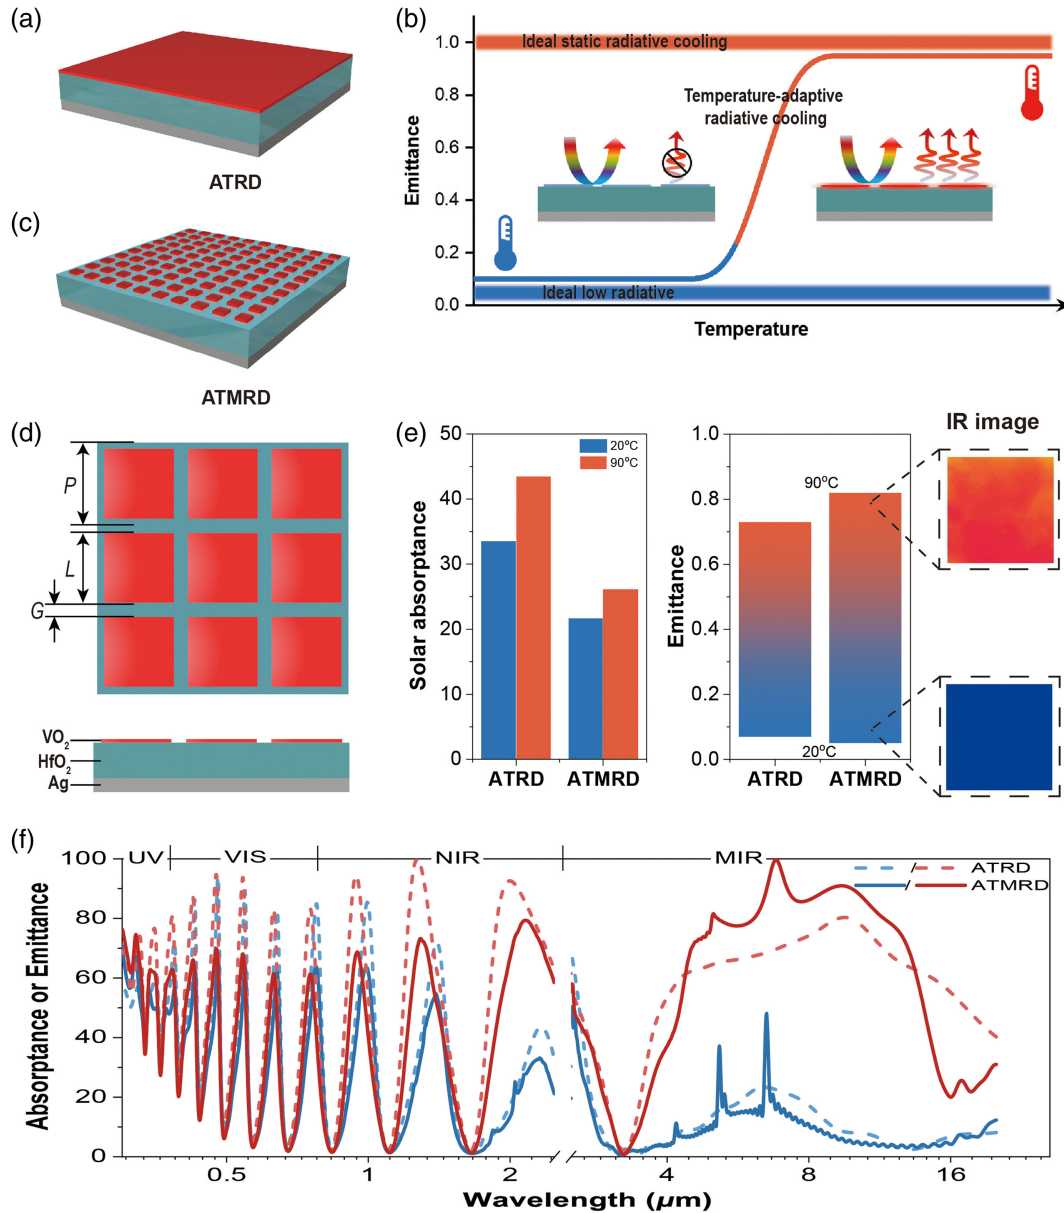 (a)
ATRD
(b)
1.0
0.8
0.6
0.4
0.2
0.0
Emittance
Ideal static radiative cooling
Temperature-adaptive
radiative cooling
Ideal low radiative
Temperature
(c)
ATMRD
(d)
P
L
G
VO2
HfO2
Ag
(e)
50
40
30
20
10
0
Solar absorptance
20°C
90°C
ATRD
ATMRD
1.0
0.8
0.6
0.4
0.2
0.0
Emittance
90°C
20°C
ATRD
ATMRD
IR image
(f)
UV
VIS
NIR
MIR
100
80
60
40
20
0
Absorptance or Emittance
/
ATRD
/
ATMRD
0.5
1
2
4
8
16
Wavelength (μm)